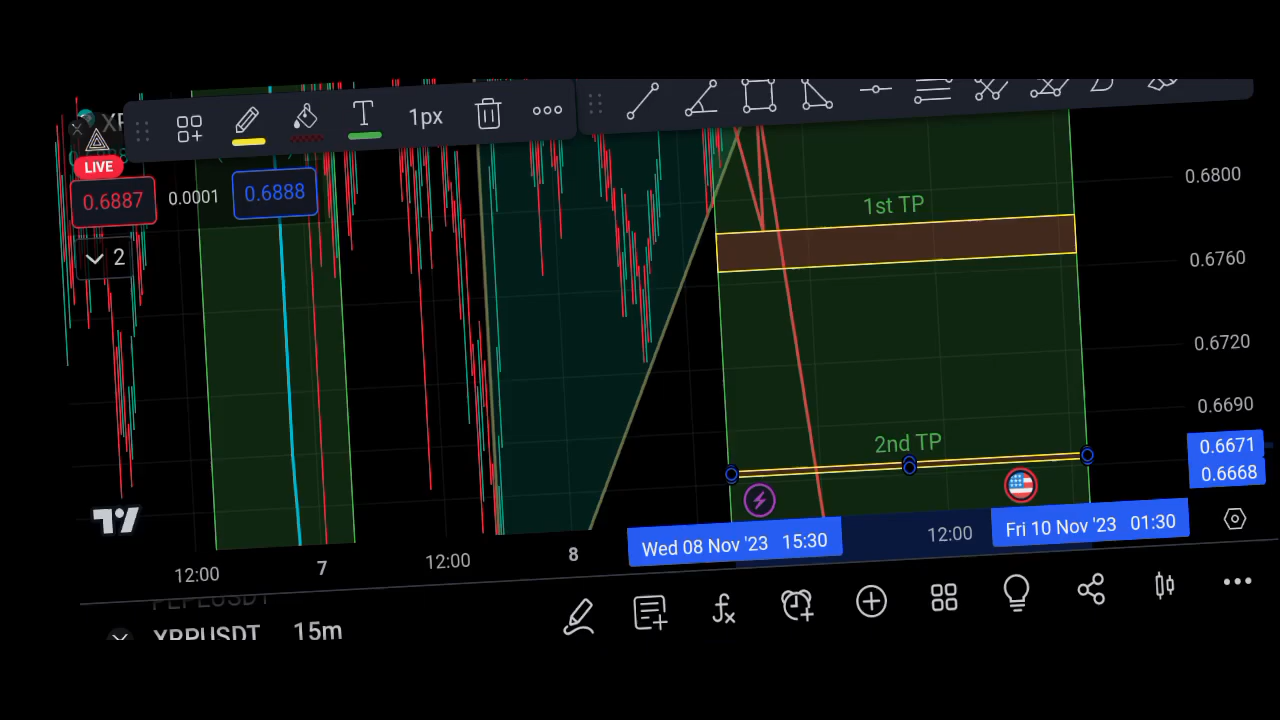 T
1px
LIVE
0.6887
0.0001
0.6888
2
1st TP
0.6800
0.6760
0.6720
0.6690
2nd TP
0.6671
0.6668
Wed 08 Nov '23 15:30
12:00
Fri 10 Nov '23 01:30
12:00
7
12:00
8
XRPUSDT 15m